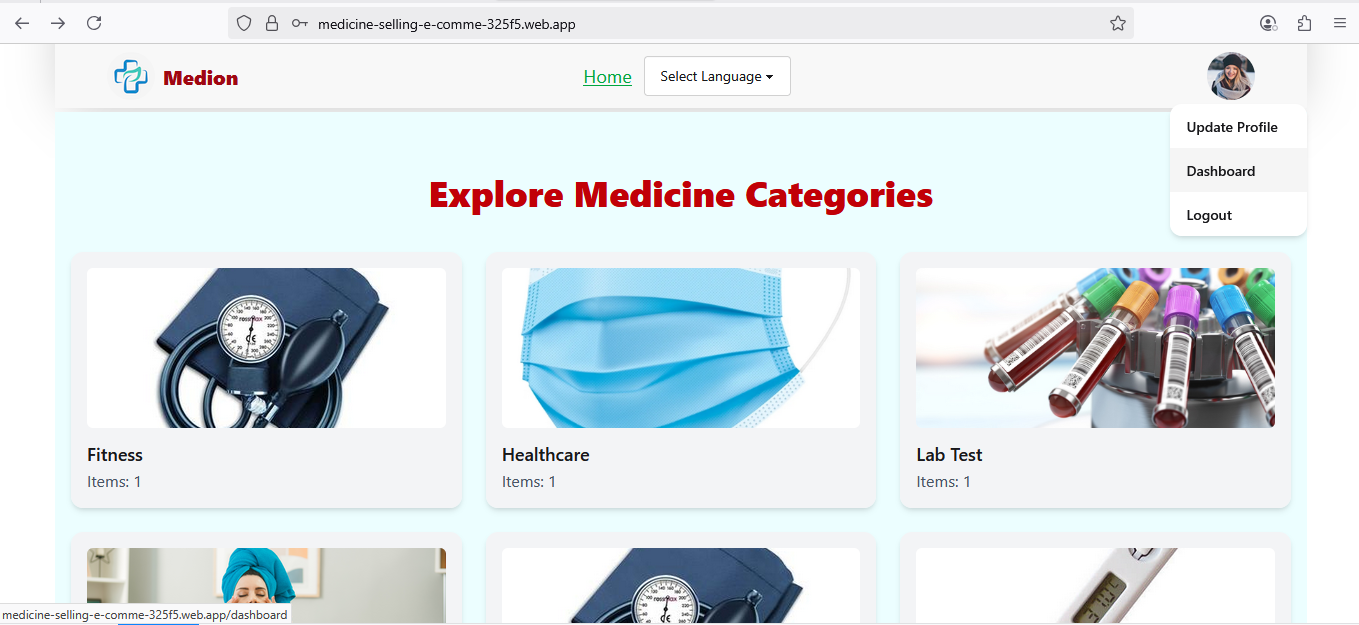 medicine-selling-e-comme-325f5.web.app
Medion
Home
Select Language
Update Profile
Dashboard
Logout
Explore Medicine Categories
rossmax
Fitness
Items: 1
Healthcare
Items: 1
Lab Test
Items: 1
medicine-selling-e-comme-325f5.web.app/dashboard